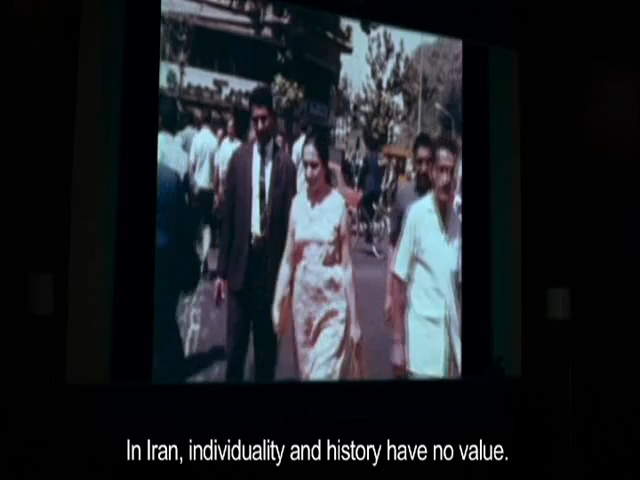 In Iran, individuality and history have no value.